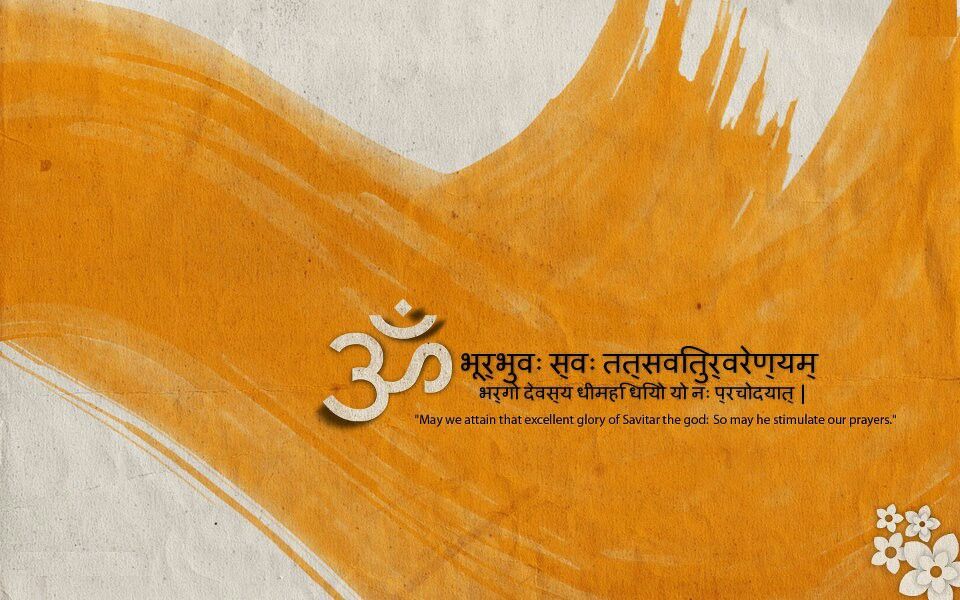 ॐ भूर्‌भुवः स्‌वः तत्‌सवतिुर्‌वरेण्‌यम्
भर्‌गो देवस्‌य धीमहि धियिो यो नः प्‌रचोदयात् |
"May we attain that excellent glory of Savitar the god: So may he stimulate our prayers."